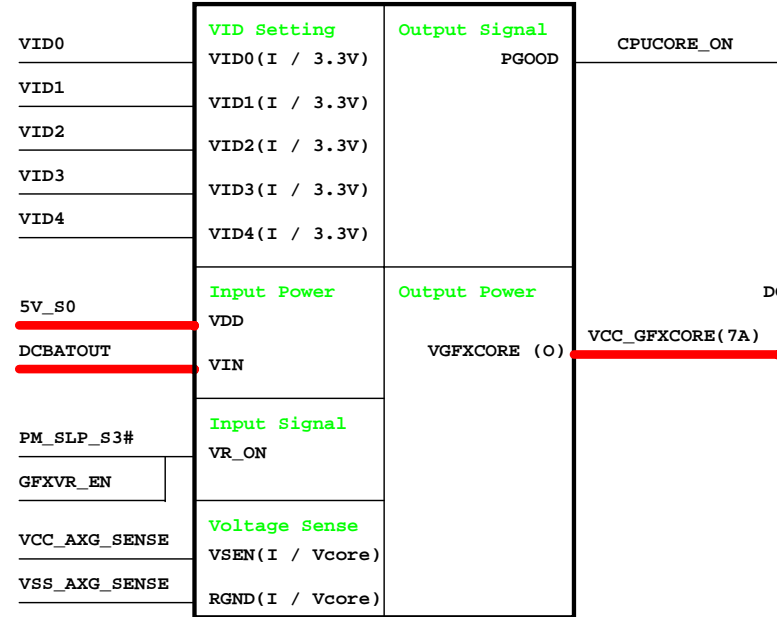 VID Setting
Output Signal
VID0
VID0(I / 3.3V)
PGOOD
CPUCORE_ON
VID1
VID1(I / 3.3V)
VID2
VID2(I / 3.3V)
VID3
VID3(I / 3.3V)
VID4
VID4(I / 3.3V)
Input Power
Output Power
5V_S0
VDD
DCBATOUT
VIN
VGFXCORE (O)
VCC_GFXCORE(7A)
Input Signal
PM_SLP_S3#
VR_ON
GFXVR_EN
Voltage Sense
VCC_AXG_SENSE
VSEN(I / Vcore)
VSS_AXG_SENSE
RGND(I / Vcore)